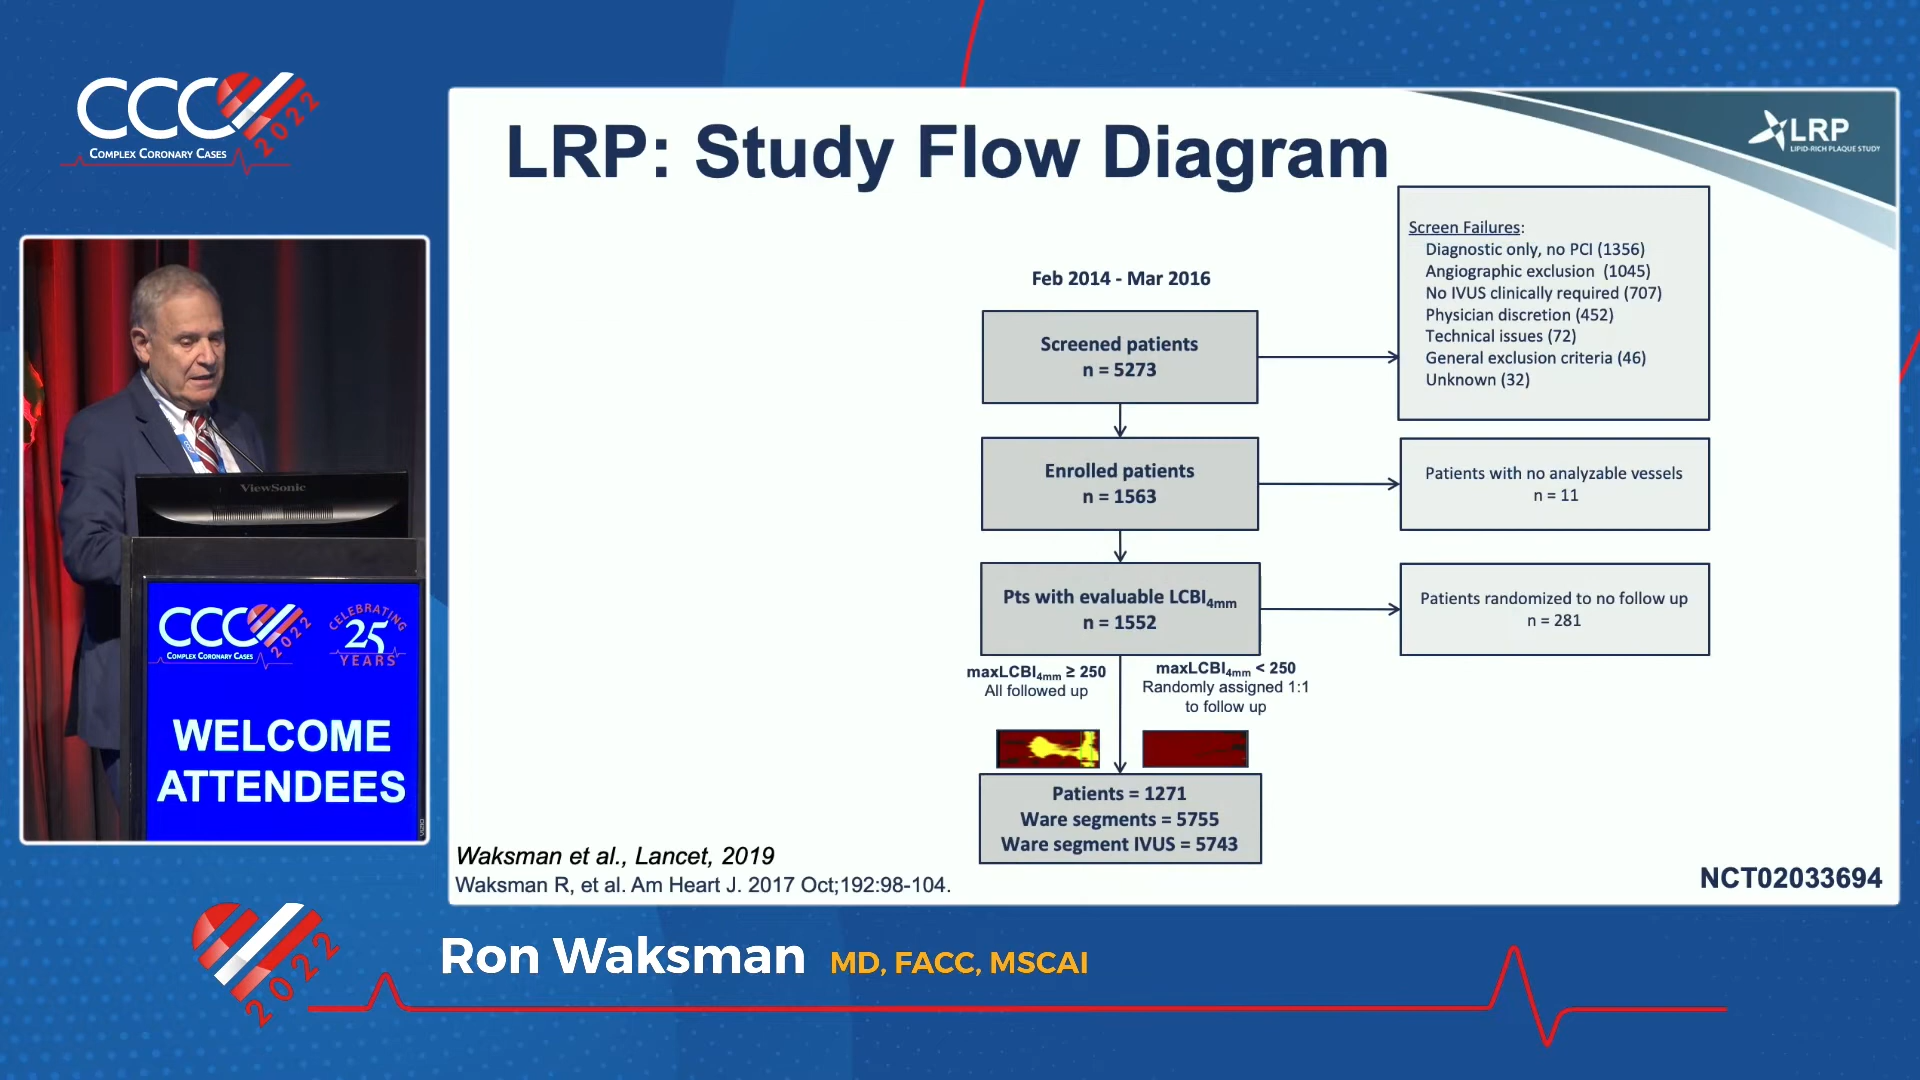 CCC
2022
COMPLEX CORONARY CASES
LRP: Study Flow Diagram
LRP
LIPID-RICH PLAQUE STUDY
Feb 2014 - Mar 2016
Screened patients
n = 5273
Screen Failures:
Diagnostic only, no PCI (1356)
Angiographic exclusion (1045)
No IVUS clinically required (707)
Physician discretion (452)
Technical issues (72)
General exclusion criteria (46)
Unknown (32)
Enrolled patients
n = 1563
Patients with no analyzable vessels
n = 11
Pts with evaluable LCBI4mm
n = 1552
Patients randomized to no follow up
n = 281
maxLCBI4mm ≥ 250
All followed up
maxLCBI4mm < 250
Randomly assigned 1:1
to follow up
Patients = 1271
Ware segments = 5755
Ware segment IVUS = 5743
Waksman et al., Lancet, 2019
Waksman R, et al. Am Heart J. 2017 Oct;192:98-104.
NCT02033694
ViewSonic
CCC
2022
COMPLEX CORONARY CASES
CELEBRATING
25
YEARS
WELCOME
ATTENDEES
2022
Ron Waksman MD, FACC, MSCAI